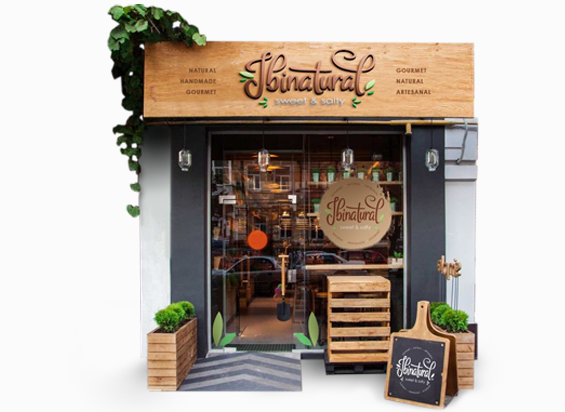 NATURAL
HANDMADE
GOURMET
Ibinatural
sweet & salty
GOURMET
NATURAL
ARTESANAL
Ibinatural
sweet & salty
Ibinatural
sweet & salty